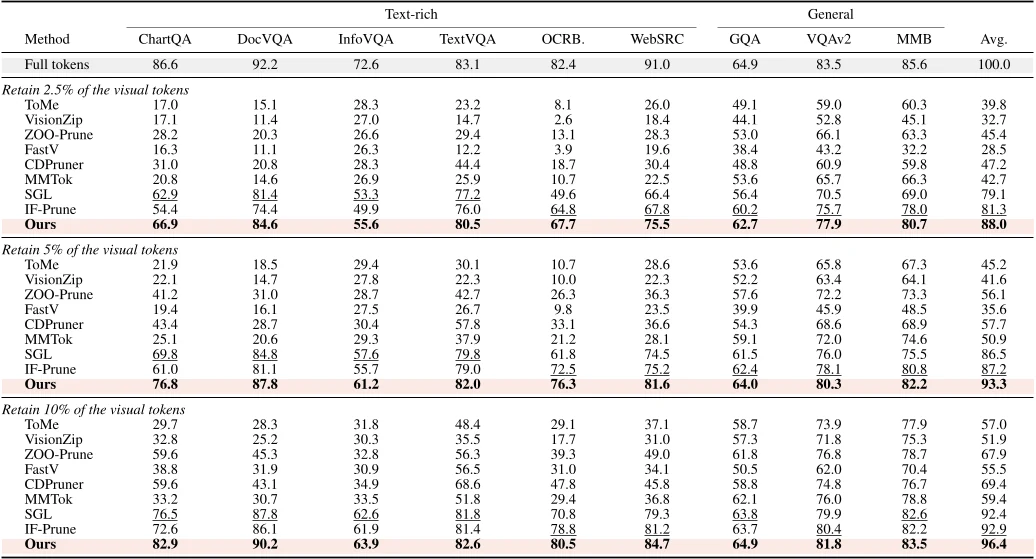 Text-rich General
Method ChartQA DocVQA InfoVQA TextVQA OCRB. WebSRC GQA VQAv2 MMB Avg.
Full tokens 86.6 92.2 72.6 83.1 82.4 91.0 64.9 83.5 85.6 100.0
Retain 2.5% of the visual tokens
ToMe 17.0 15.1 28.3 23.2 8.1 26.0 49.1 59.0 60.3 39.8
VisionZip 17.1 11.4 27.0 14.7 2.6 18.4 44.1 52.8 45.1 32.7
ZOO-Prune 28.2 20.3 26.6 29.4 13.1 28.3 53.0 66.1 63.3 45.4
FastV 16.3 11.1 26.3 12.2 3.9 19.6 38.4 43.2 32.2 28.5
CDPruner 31.0 20.8 28.3 44.4 18.7 30.4 48.8 60.9 59.8 47.2
MMTok 20.8 14.6 26.9 25.9 10.7 22.5 53.6 65.7 66.3 42.7
SGL 62.9 81.4 53.3 77.2 49.6 66.4 56.4 70.5 69.0 79.1
IF-Prune 54.4 74.4 49.9 76.0 64.8 67.8 60.2 75.7 78.0 81.3
Ours 66.9 84.6 55.6 80.5 67.7 75.5 62.7 77.9 80.7 88.0
Retain 5% of the visual tokens
ToMe 21.9 18.5 29.4 30.1 10.7 28.6 53.6 65.8 67.3 45.2
VisionZip 22.1 14.7 27.8 22.3 10.0 22.3 52.2 63.4 64.1 41.6
ZOO-Prune 41.2 31.0 28.7 42.7 26.3 36.3 57.6 72.2 73.3 56.1
FastV 19.4 16.1 27.5 26.7 9.8 23.5 39.9 45.9 48.5 35.6
CDPruner 43.4 28.7 30.4 57.8 33.1 36.6 54.3 68.6 68.9 57.7
MMTok 25.1 20.6 29.3 37.9 21.2 28.1 59.1 72.0 74.6 50.9
SGL 69.8 84.8 57.6 79.8 61.8 74.5 61.5 76.0 75.5 86.5
IF-Prune 61.0 81.1 55.7 79.0 72.5 75.2 62.4 78.1 80.8 87.2
Ours 76.8 87.8 61.2 82.0 76.3 81.6 64.0 80.3 82.2 93.3
Retain 10% of the visual tokens
ToMe 29.7 28.3 31.8 48.4 29.1 37.1 58.7 73.9 77.9 57.0
VisionZip 32.8 25.2 30.3 35.5 17.7 31.0 57.3 71.8 75.3 51.9
ZOO-Prune 59.6 45.3 32.8 56.3 39.3 49.0 61.8 76.8 78.7 67.9
FastV 38.8 31.9 30.9 56.5 31.0 34.1 50.5 62.0 70.4 55.5
CDPruner 59.6 43.1 34.9 68.6 47.8 45.8 58.8 74.8 76.7 69.4
MMTok 33.2 30.7 33.5 51.8 29.4 36.8 62.1 76.0 78.8 59.4
SGL 76.5 87.8 62.6 81.8 70.8 79.3 63.8 79.9 82.6 92.4
IF-Prune 72.6 86.1 61.9 81.4 78.8 81.2 63.7 80.4 82.2 92.9
Ours 82.9 90.2 63.9 82.6 80.5 84.7 64.9 81.8 83.5 96.4